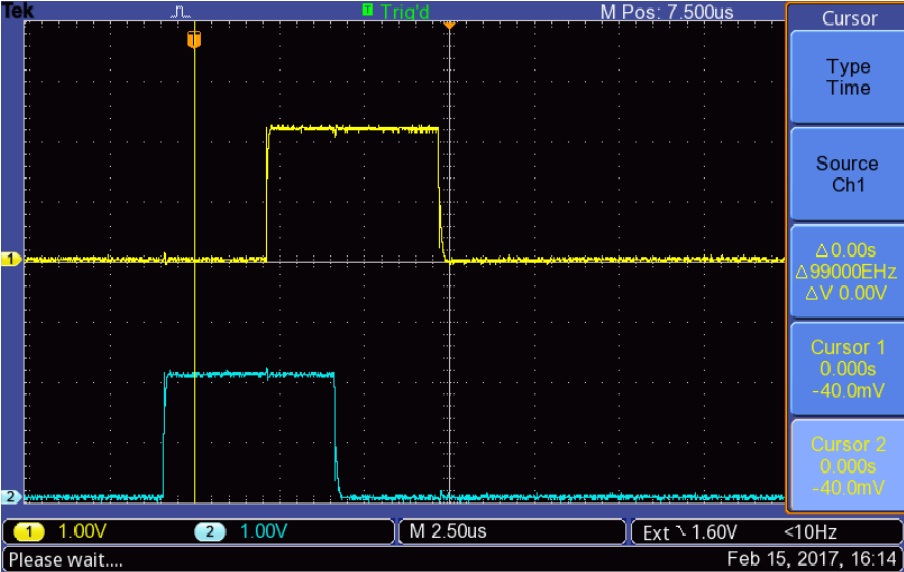 Tek
T Trig'd
M Pos: 7.500us
Cursor
T
Type
Time
Source
Ch1
1
Δ0.00s
Δ99000EHz
ΔV 0.00V
Cursor 1
0.000s
-40.0mV
Cursor 2
0.000s
-40.0mV
2
1 1.00V
2 1.00V
M 2.50us
Ext 1.60V
<10Hz
Please wait....
Feb 15, 2017, 16:14